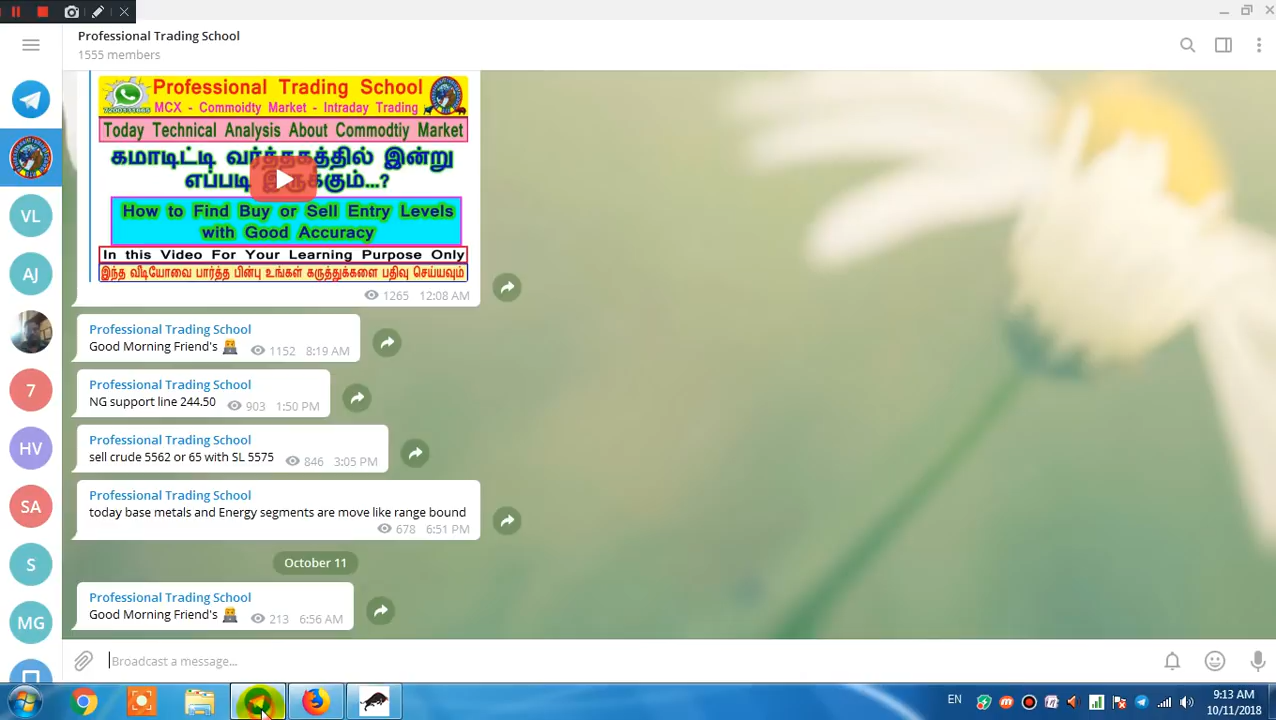 Professional Trading School
1555 members
Professional Trading School
MCX - Commoidty Market - Intraday Trading
Today Technical Analysis About Commodtiy Market
கமாடிட்டி வர்த்தகத்தில் இன்று
எப்படி இருக்கும்...?
How to Find Buy or Sell Entry Levels
with Good Accuracy
In this Video For Your Learning Purpose Only
இந்த வீடியோவை பார்த்த பின்பு உங்கள் கருத்துக்களை பதிவு செய்யவும்
1265 12:08 AM
Professional Trading School
Good Morning Friend's 1152 8:19 AM
Professional Trading School
NG support line 244.50 903 1:50 PM
Professional Trading School
sell crude 5562 or 65 with SL 5575 846 3:05 PM
Professional Trading School
today base metals and Energy segments are move like range bound
678 6:51 PM
October 11
Professional Trading School
Good Morning Friend's 213 6:56 AM
Broadcast a message...
VL
AJ
7
HV
SA
S
MG
EN
9:13 AM
10/11/2018